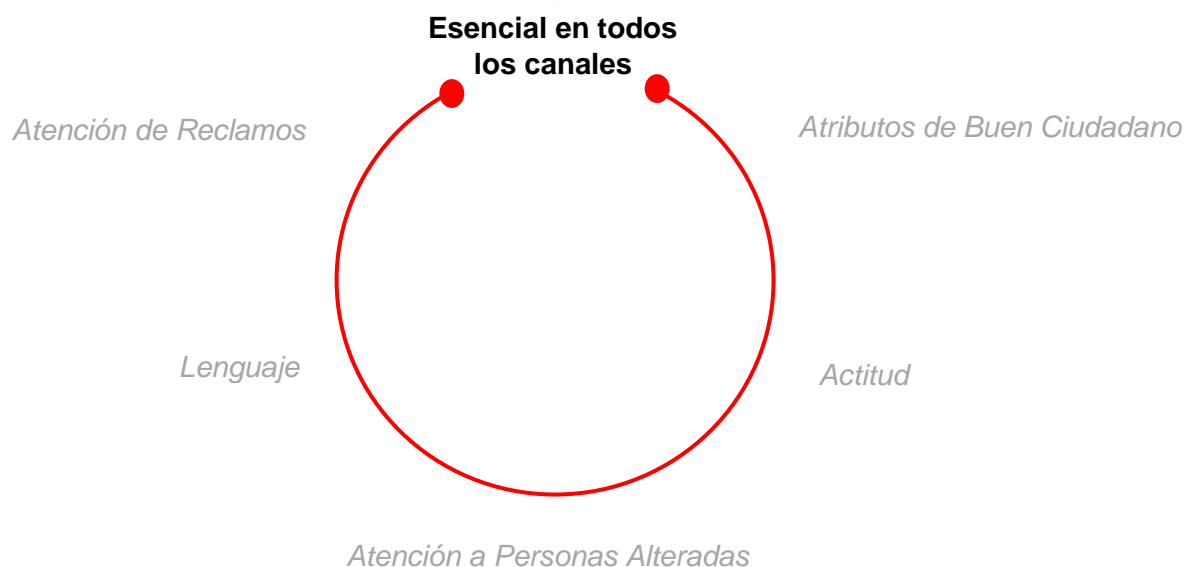 Esencial en todos
los canales
Atención de Reclamos
Atributos de Buen Ciudadano
Lenguaje
Actitud
Atención a Personas Alteradas